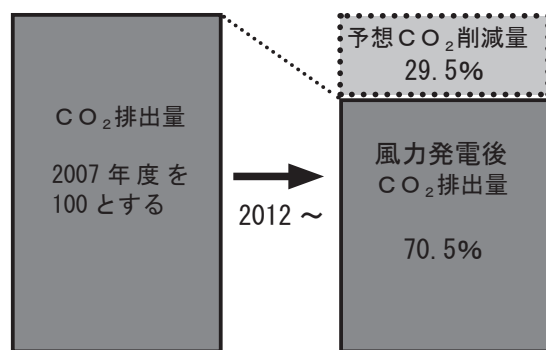 ＣＯ₂排出量
2007 年 度 を
100 とする
2012 ～
予想ＣＯ₂削減量
29.5%
風力発電後
ＣＯ₂排出量
70.5%